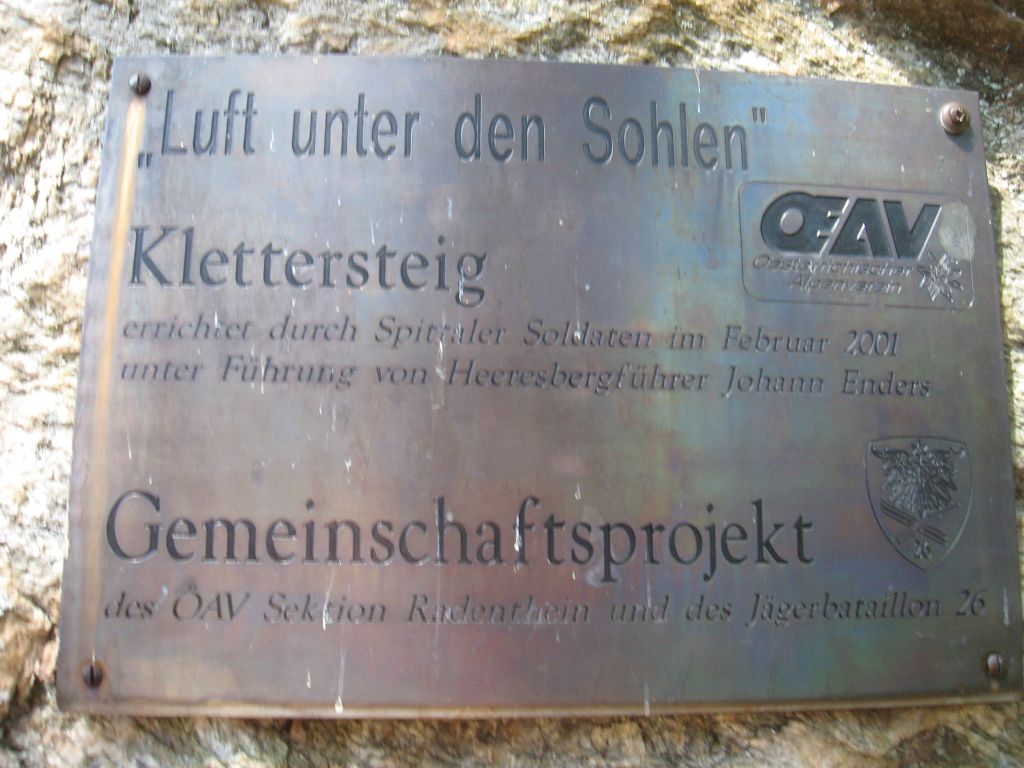 „Luft unter den Sohlen"
ŒAV
Oesterreichischer
Alpenverein
Klettersteig
errichtet durch Spittaler Soldaten im Februar 2001
unter Führung von Heeresbergführer Johann Enders
26
Gemeinschaftsprojekt
des ÖAV Sektion Radenthein und des Jägerbataillon 26